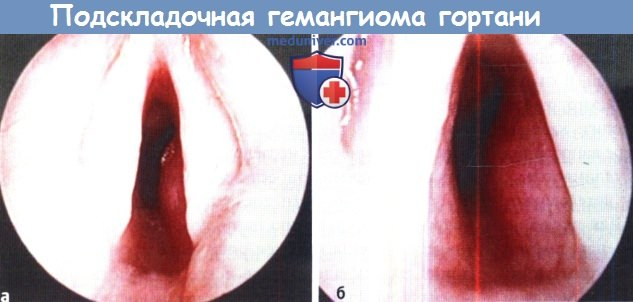 Подскладочная гемангиома гортани
meduniver.com
а
б